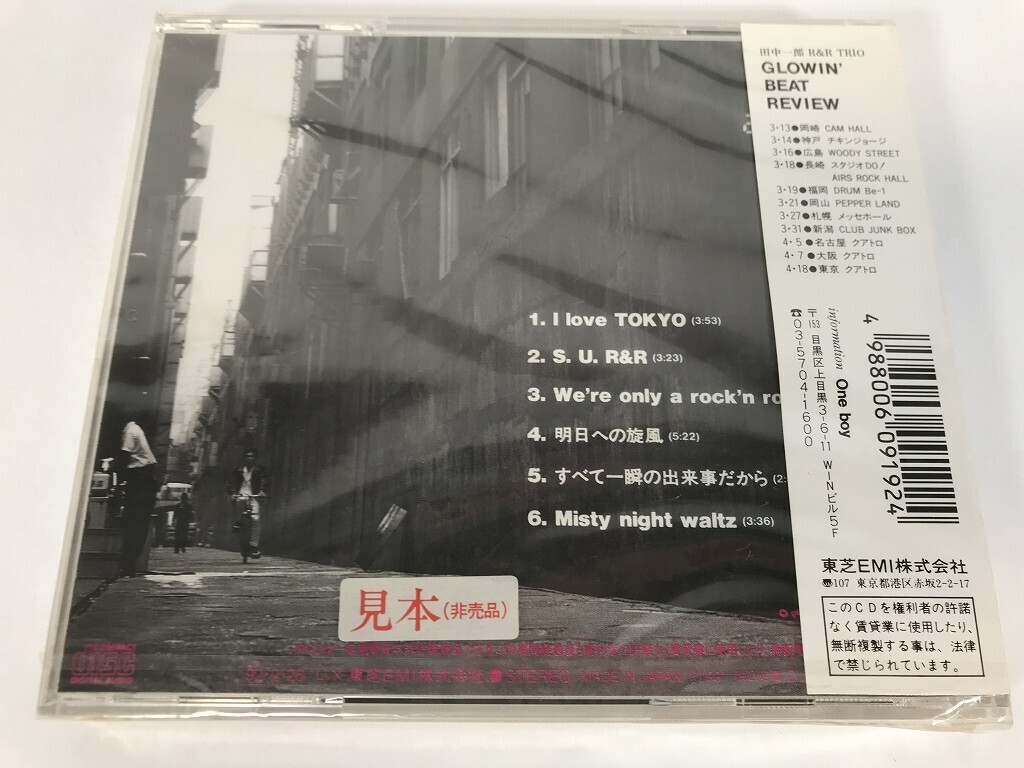 田中一郎 R&R TRIO
GLOWIN'
BEAT
REVIEW
3・13●岡崎 CAM HALL
3・14●神戸 チキンジョージ
3・16●広島 WOODY STREET
3・18●長崎 スタジオDO!
AIRS ROCK HALL
3・19●福岡 DRUM Be-1
3・21●岡山 PEPPER LAND
3・27●札幌 メッセホール
3・31●新潟 CLUB JUNK BOX
4・5●名古屋 クアトロ
4・7●大阪 クアトロ
4・18●東京 クアトロ
information One boy
〒153 目黒区上目黒3-6-11 WINビル5F
☎03-5704-1600
4 988006 091924
東芝EMI株式会社
〠107 東京都港区赤坂2-2-17
このCDを権利者の許諾
なく賃貸業に使用したり、
無断複製する事は、法律
で禁じられています。
1. I love TOKYO (3:53)
2. S. U. R&R (3:23)
3. We're only a rock'n ro
4. 明日への旋風 (5:22)
5. すべて一瞬の出来事だから (2:
6. Misty night waltz (3:36)
見本(非売品)
東芝EMI株式会社 STEREO